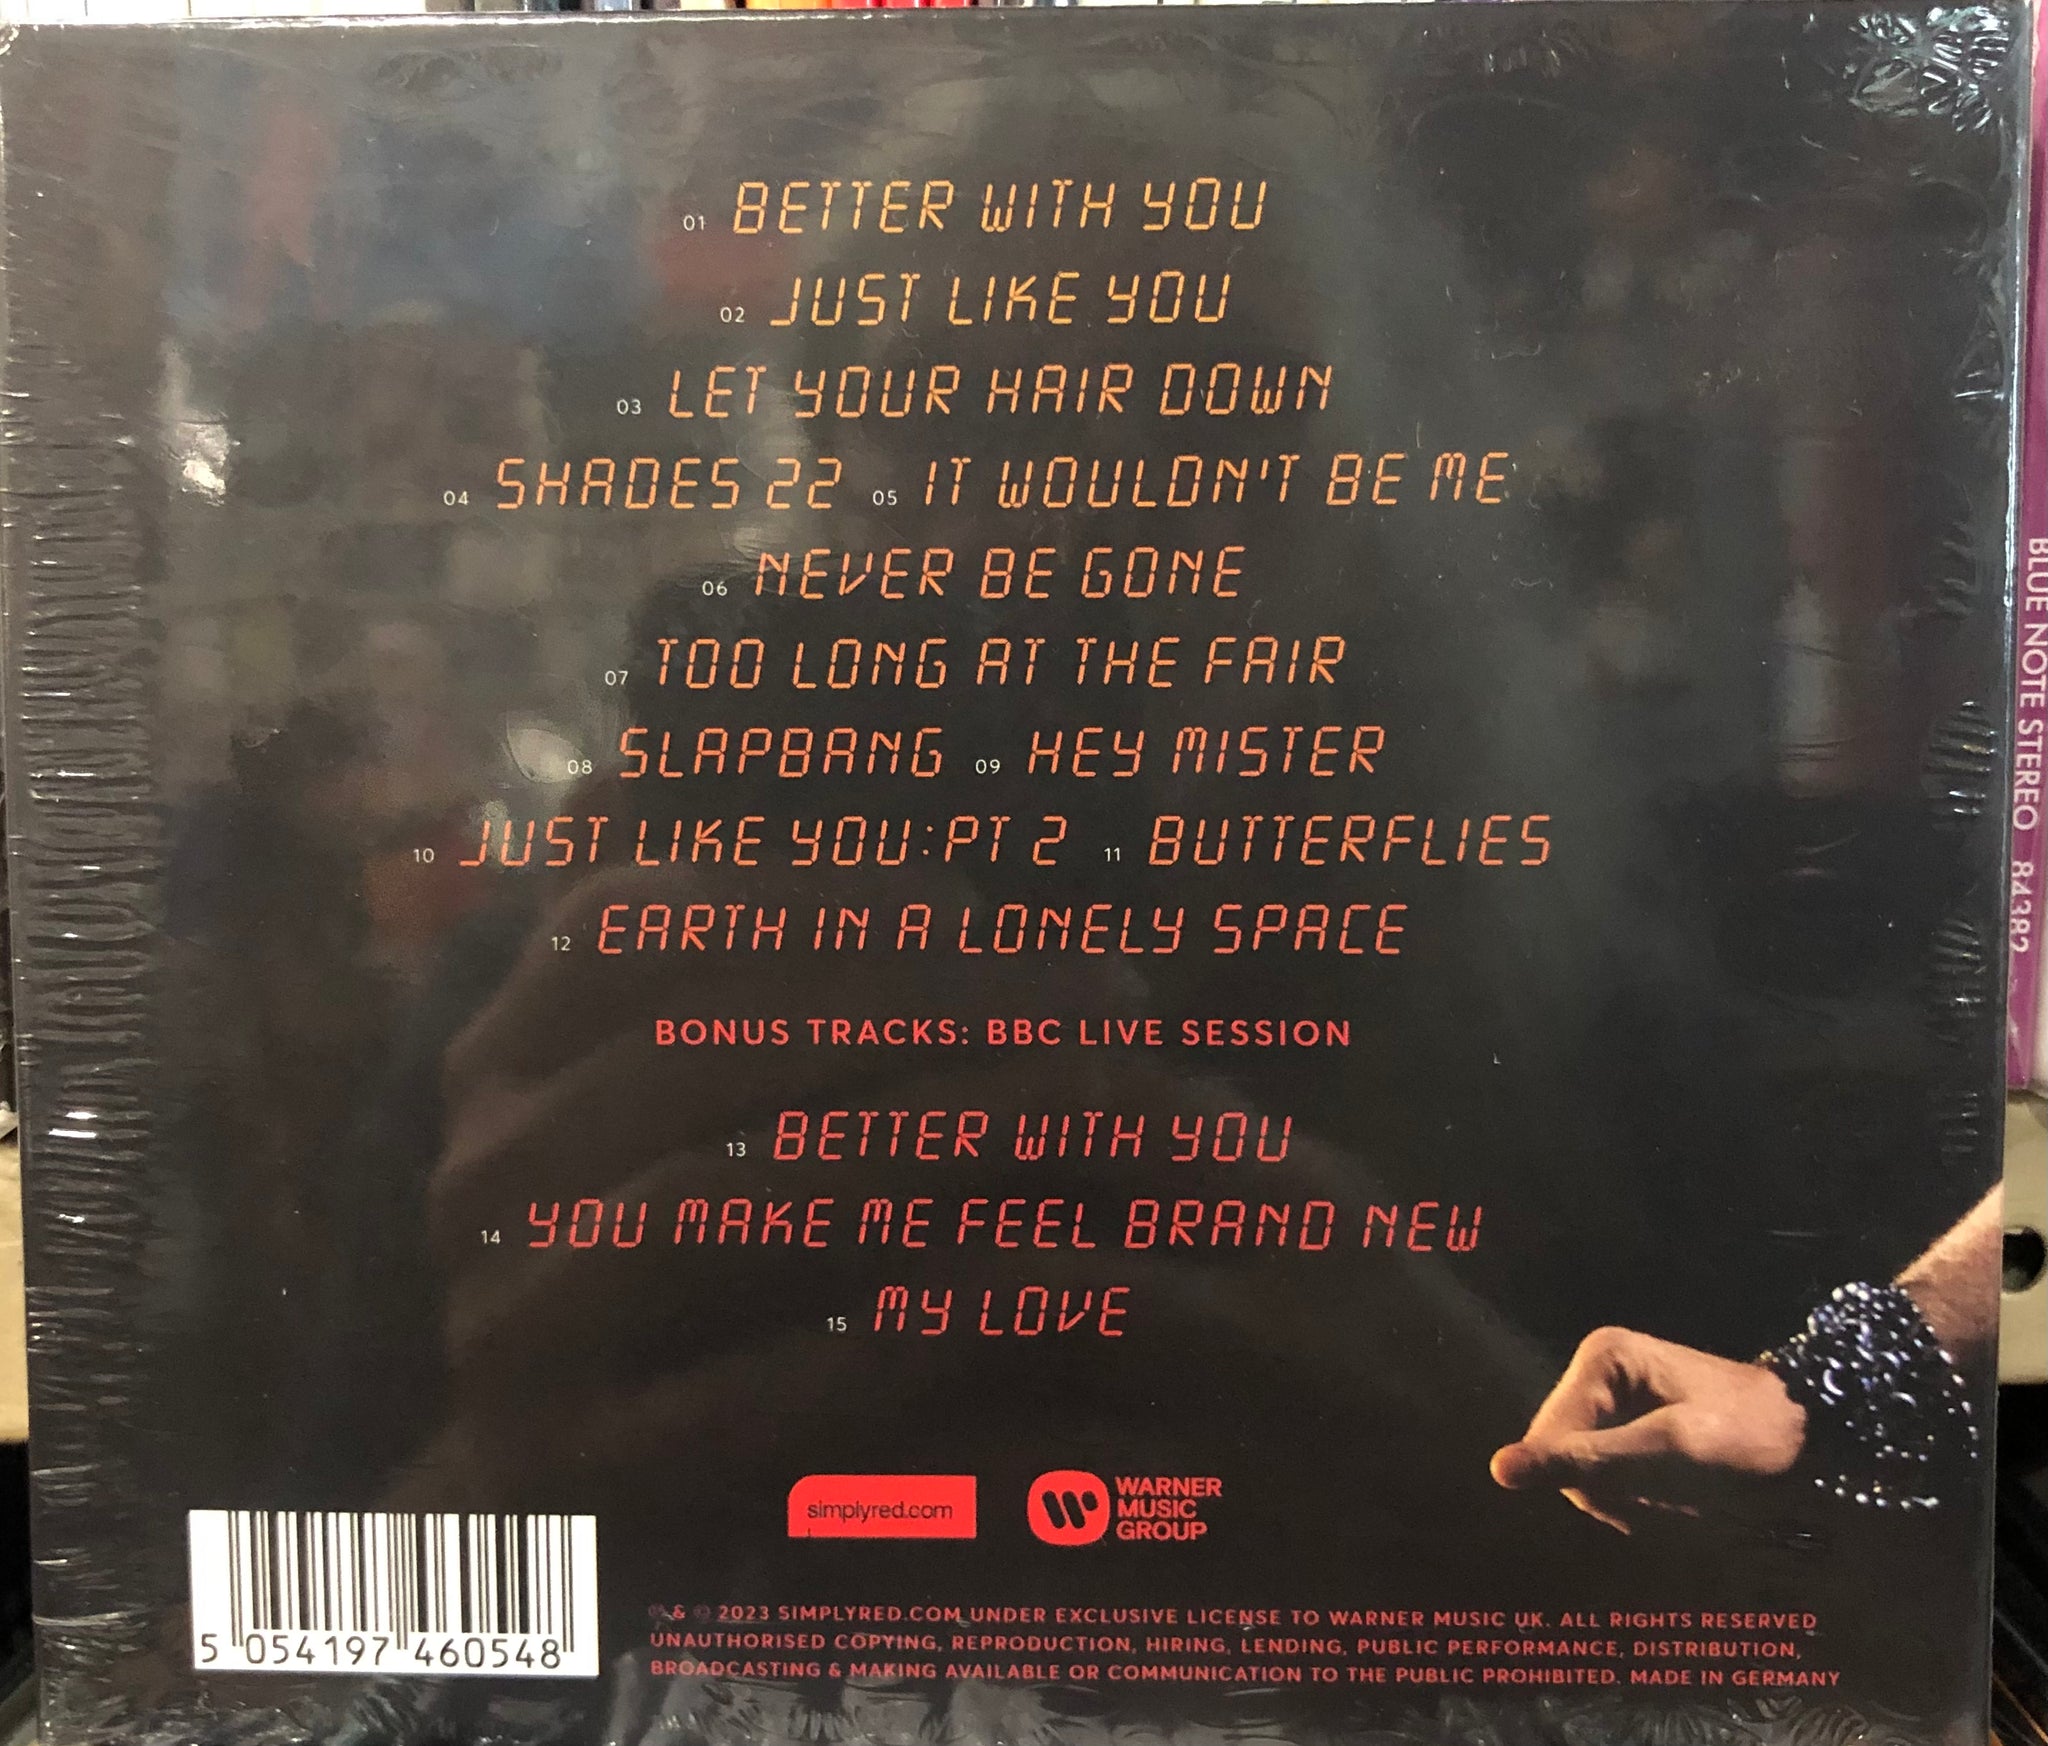 01 BETTER WITH YOU
02 JUST LIKE YOU
03 LET YOUR HAIR DOWN
04 SHADES 22 05 IT WOULDN'T BE ME
06 NEVER BE GONE
07 TOO LONG AT THE FAIR
08 SLAPBANG 09 HEY MISTER
10 JUST LIKE YOU:PT 2 11 BUTTERFLIES
12 EARTH IN A LONELY SPACE
BONUS TRACKS: BBC LIVE SESSION
13 BETTER WITH YOU
14 YOU MAKE ME FEEL BRAND NEW
15 MY LOVE
simplyred.com
WARNER
MUSIC
GROUP
5 054197 460548
℗ & © 2023 SIMPLYRED.COM UNDER EXCLUSIVE LICENSE TO WARNER MUSIC UK. ALL RIGHTS RESERVED
UNAUTHORISED COPYING, REPRODUCTION, HIRING, LENDING, PUBLIC PERFORMANCE, DISTRIBUTION,
BROADCASTING & MAKING AVAILABLE OR COMMUNICATION TO THE PUBLIC PROHIBITED. MADE IN GERMANY
BLUE NOTE STEREO 84382